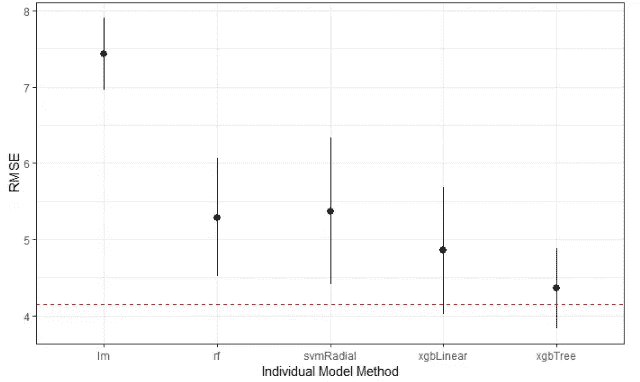 8
7
6
5
4
RMSE
lm
rf
svmRadial
xgbLinear
xgbTree
Individual Model Method